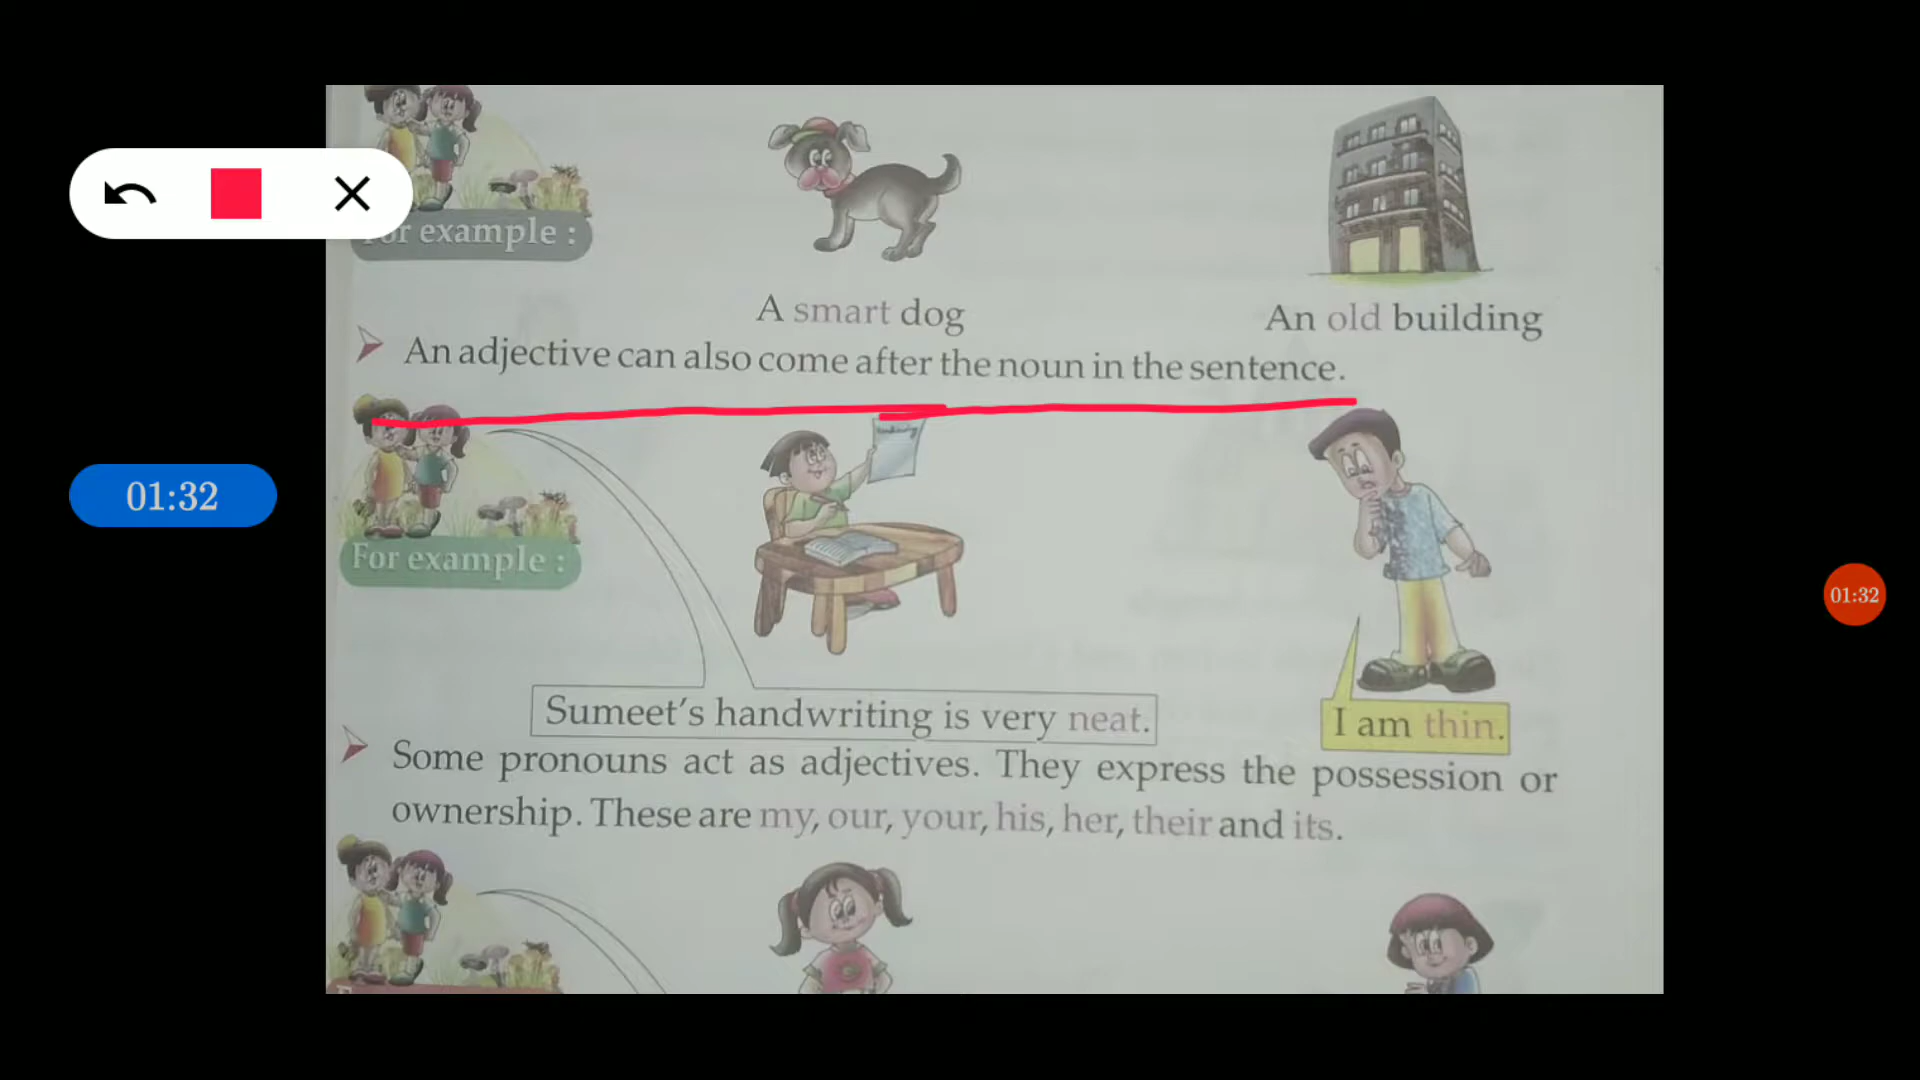 For example :
A smart dog
An old building
An adjective can also come after the noun in the sentence.
01:32
For example :
01:32
Sumeet's handwriting is very neat.
I am thin.
Some pronouns act as adjectives. They express the possession or
ownership. These are my, our, your, his, her, their and its.